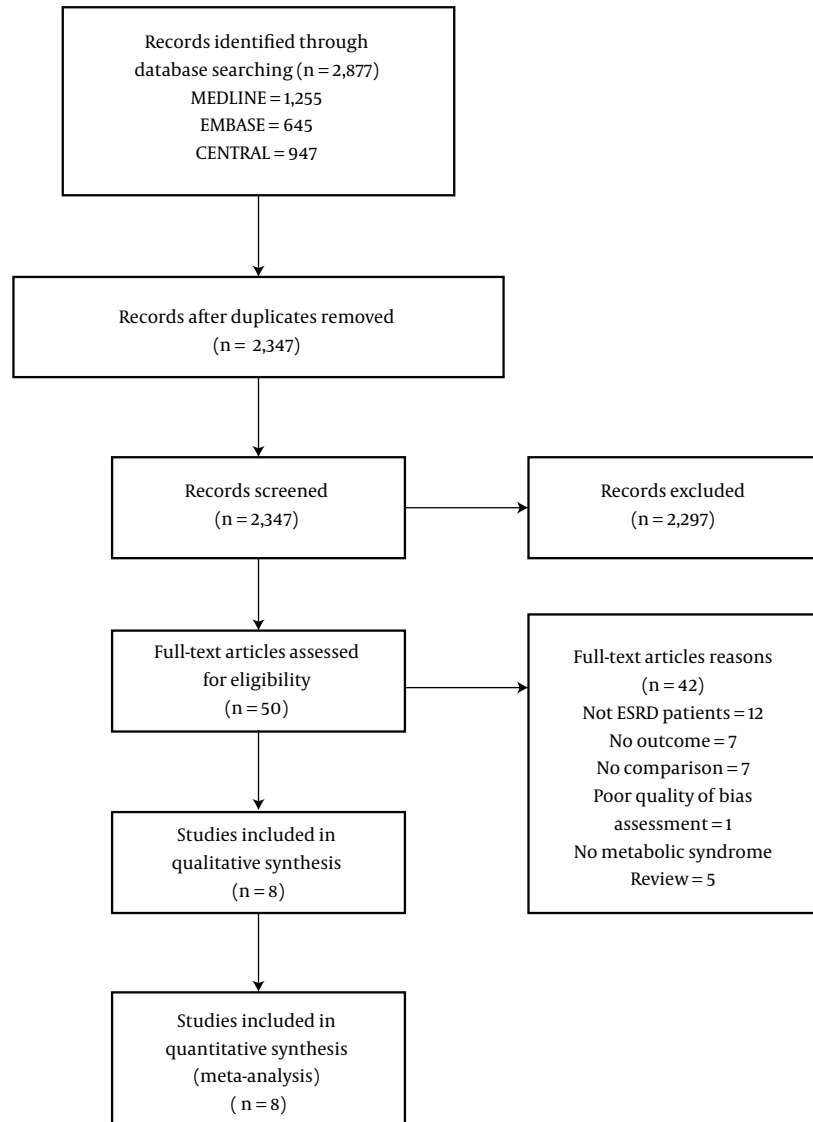 Records identified through
database searching (n = 2,877)
MEDLINE = 1,255
EMBASE = 645
CENTRAL = 947
Records after duplicates removed
(n = 2,347)
Records screened
(n = 2,347)
Records excluded
(n = 2,297)
Full-text articles assessed
for eligibility
(n = 50)
Full-text articles reasons
(n = 42)
Not ESRD patients = 12
No outcome = 7
No comparison = 7
Poor quality of bias
assessment = 1
No metabolic syndrome
Review = 5
Studies included in
qualitative synthesis
(n = 8)
Studies included in
quantitative synthesis
(meta-analysis)
( n = 8)